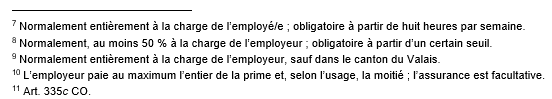 7 Normalement entièrement à la charge de l'employé/e ; obligatoire à partir de huit heures par semaine.
8 Normalement, au moins 50 % à la charge de l'employeur ; obligatoire à partir d'un certain seuil.
9 Normalement entièrement à la charge de l'employeur, sauf dans le canton du Valais.
10 L'employeur paie au maximum l'entier de la prime et, selon l'usage, la moitié ; l'assurance est facultative.
11 Art. 335c CO.